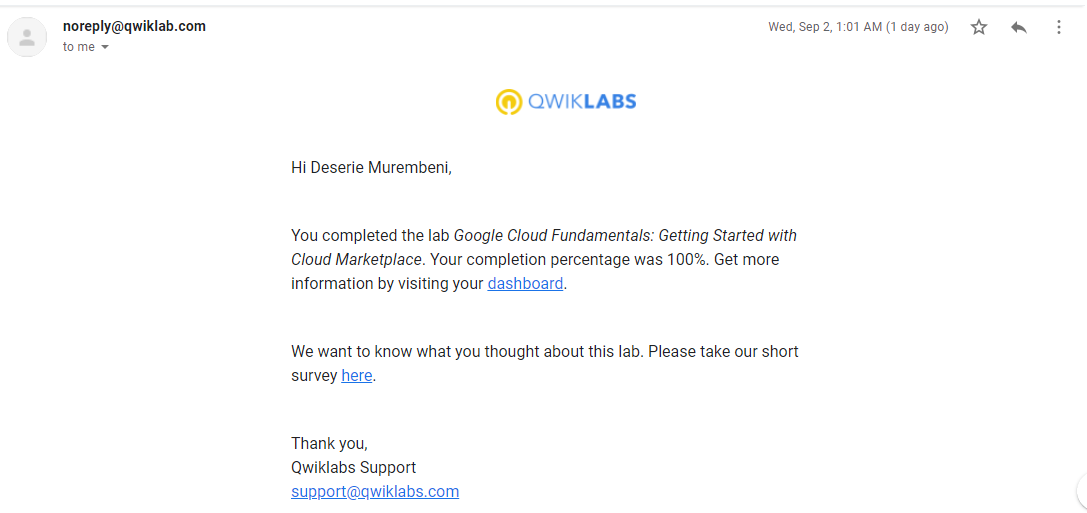 noreply@qwiklab.com
Wed, Sep 2, 1:01 AM (1 day ago)
to me
QWIKLABS
Hi Deserie Murembeni,
You completed the lab Google Cloud Fundamentals: Getting Started with
Cloud Marketplace. Your completion percentage was 100%. Get more
information by visiting your dashboard.
We want to know what you thought about this lab. Please take our short
survey here.
Thank you,
Qwiklabs Support
support@qwiklabs.com